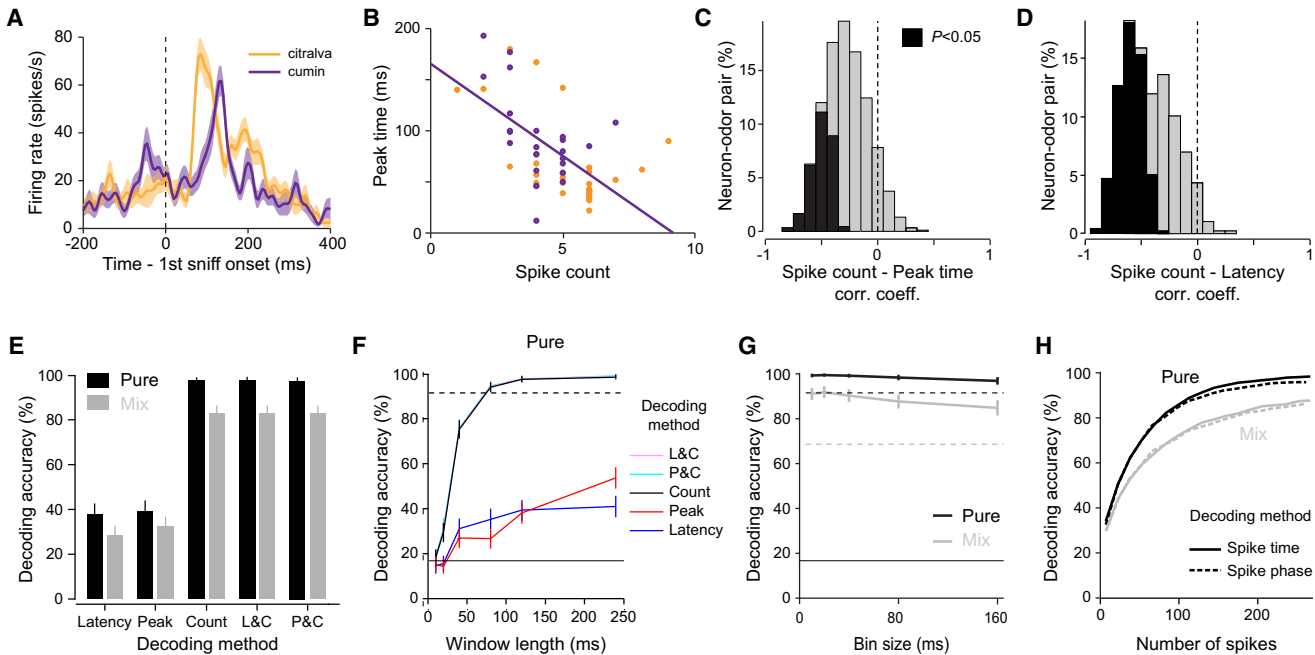 A
Firing rate (spikes/s)
80
60
40
20
0
-200
0
200
400
Time - 1st sniff onset (ms)
citralva
cumin
B
Peak time (ms)
200
100
0
0
5
10
Spike count
C
Neuron-odor pair (%)
15
10
5
0
-1
0
1
Spike count - Peak time
corr. coeff.
P<0.05
D
Neuron-odor pair (%)
15
10
5
0
-1
0
1
Spike count - Latency
corr. coeff.
E
Decoding accuracy (%)
100
80
60
40
20
0
Pure
Mix
Latency
Peak
Count
L&C
P&C
Decoding method
F
Pure
Decoding accuracy (%)
100
80
60
40
20
0
0
50
100
150
200
250
Window length (ms)
Decoding
method
L&C
P&C
Count
Peak
Latency
G
Decoding accuracy (%)
100
80
60
40
20
0
0
40
80
120
160
Bin size (ms)
Pure
Mix
H
Decoding accuracy (%)
100
80
60
40
20
0
0
100
200
Number of spikes
Pure
Mix
Decoding method
Spike time
Spike phase